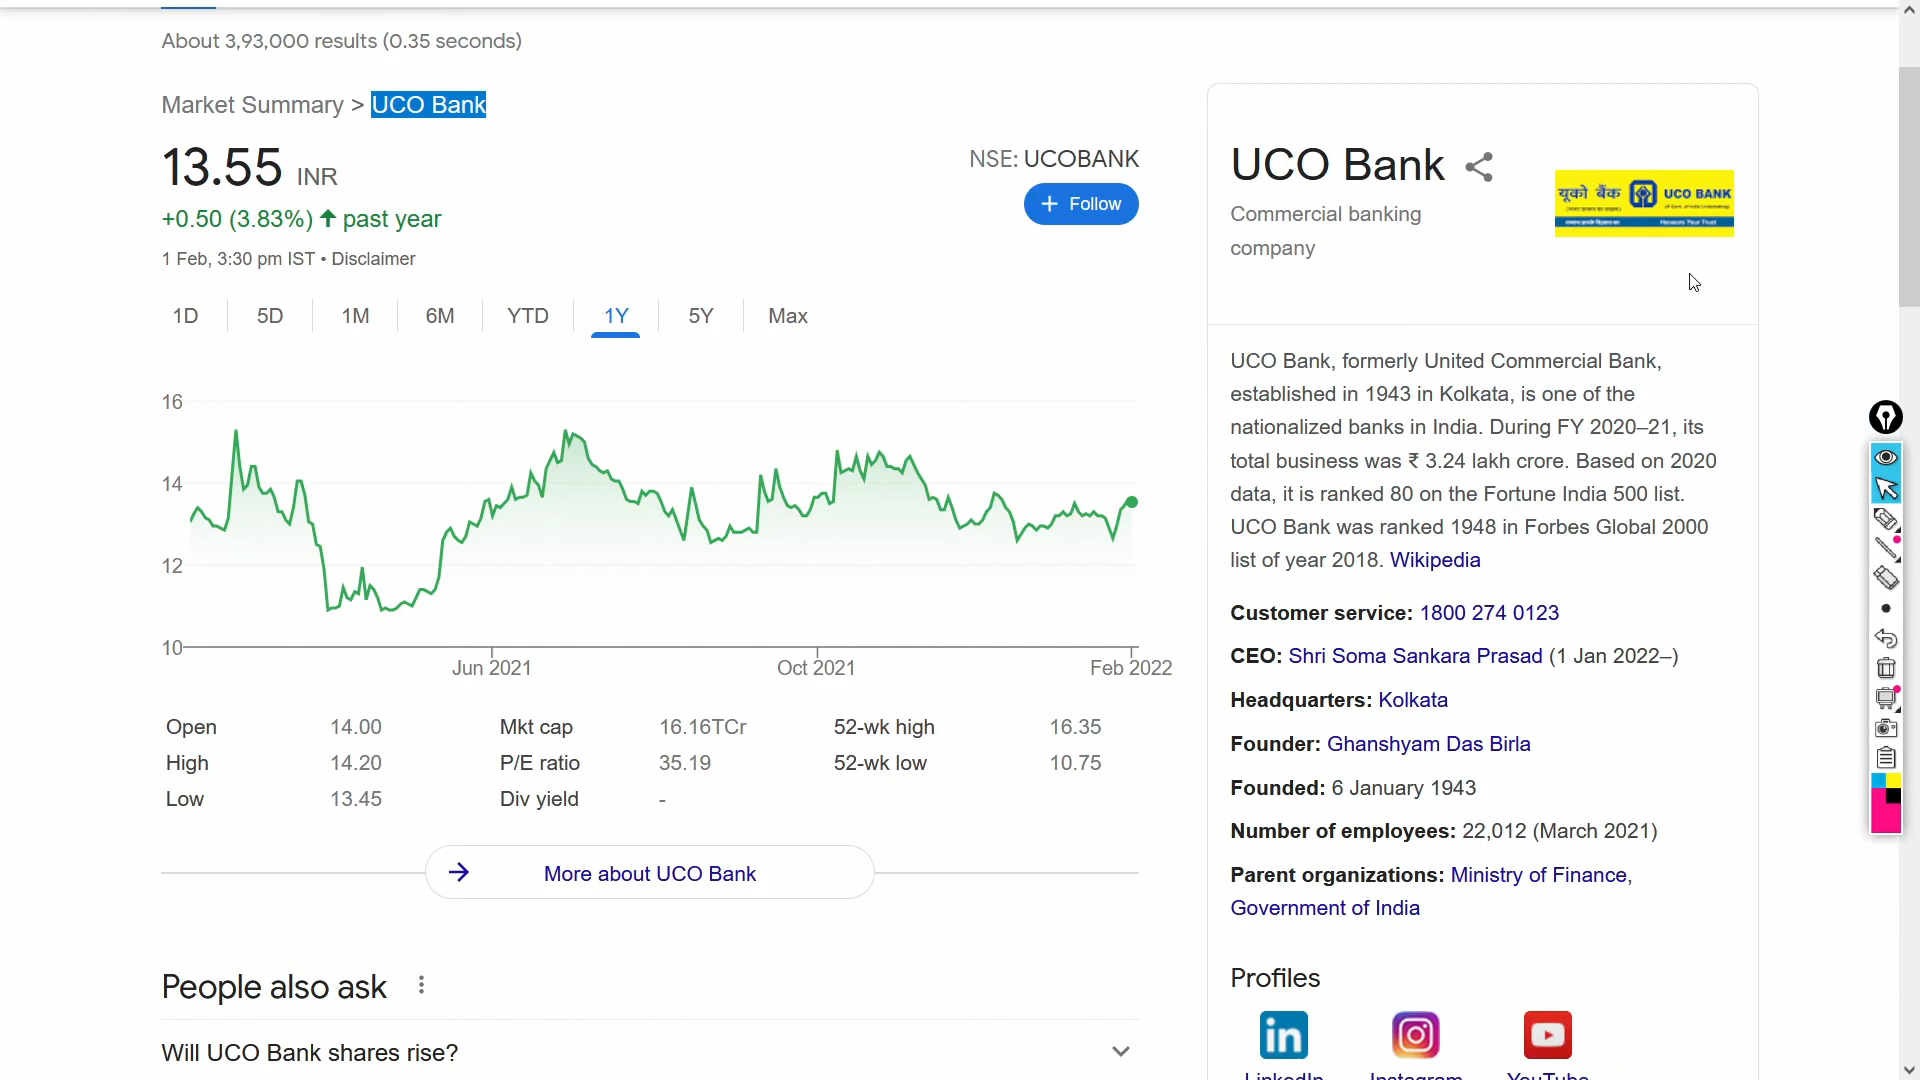 About 3,93,000 results (0.35 seconds)
Market Summary > UCO Bank
13.55 INR
+0.50 (3.83%) past year
1 Feb, 3:30 pm IST • Disclaimer
NSE: UCOBANK
+ Follow
1D 5D 1M 6M YTD 1Y 5Y Max
16
14
12
10
Jun 2021 Oct 2021 Feb 2022
Open 14.00 Mkt cap 16.16TCr 52-wk high 16.35
High 14.20 P/E ratio 35.19 52-wk low 10.75
Low 13.45 Div yield -
More about UCO Bank
People also ask
Will UCO Bank shares rise?
UCO Bank
Commercial banking
company
यूको बैंक UCO BANK
Honours Your Trust
UCO Bank, formerly United Commercial Bank,
established in 1943 in Kolkata, is one of the
nationalized banks in India. During FY 2020–21, its
total business was ₹ 3.24 lakh crore. Based on 2020
data, it is ranked 80 on the Fortune India 500 list.
UCO Bank was ranked 1948 in Forbes Global 2000
list of year 2018. Wikipedia
Customer service: 1800 274 0123
CEO: Shri Soma Sankara Prasad (1 Jan 2022–)
Headquarters: Kolkata
Founder: Ghanshyam Das Birla
Founded: 6 January 1943
Number of employees: 22,012 (March 2021)
Parent organizations: Ministry of Finance,
Government of India
Profiles
LinkedIn Instagram YouTube